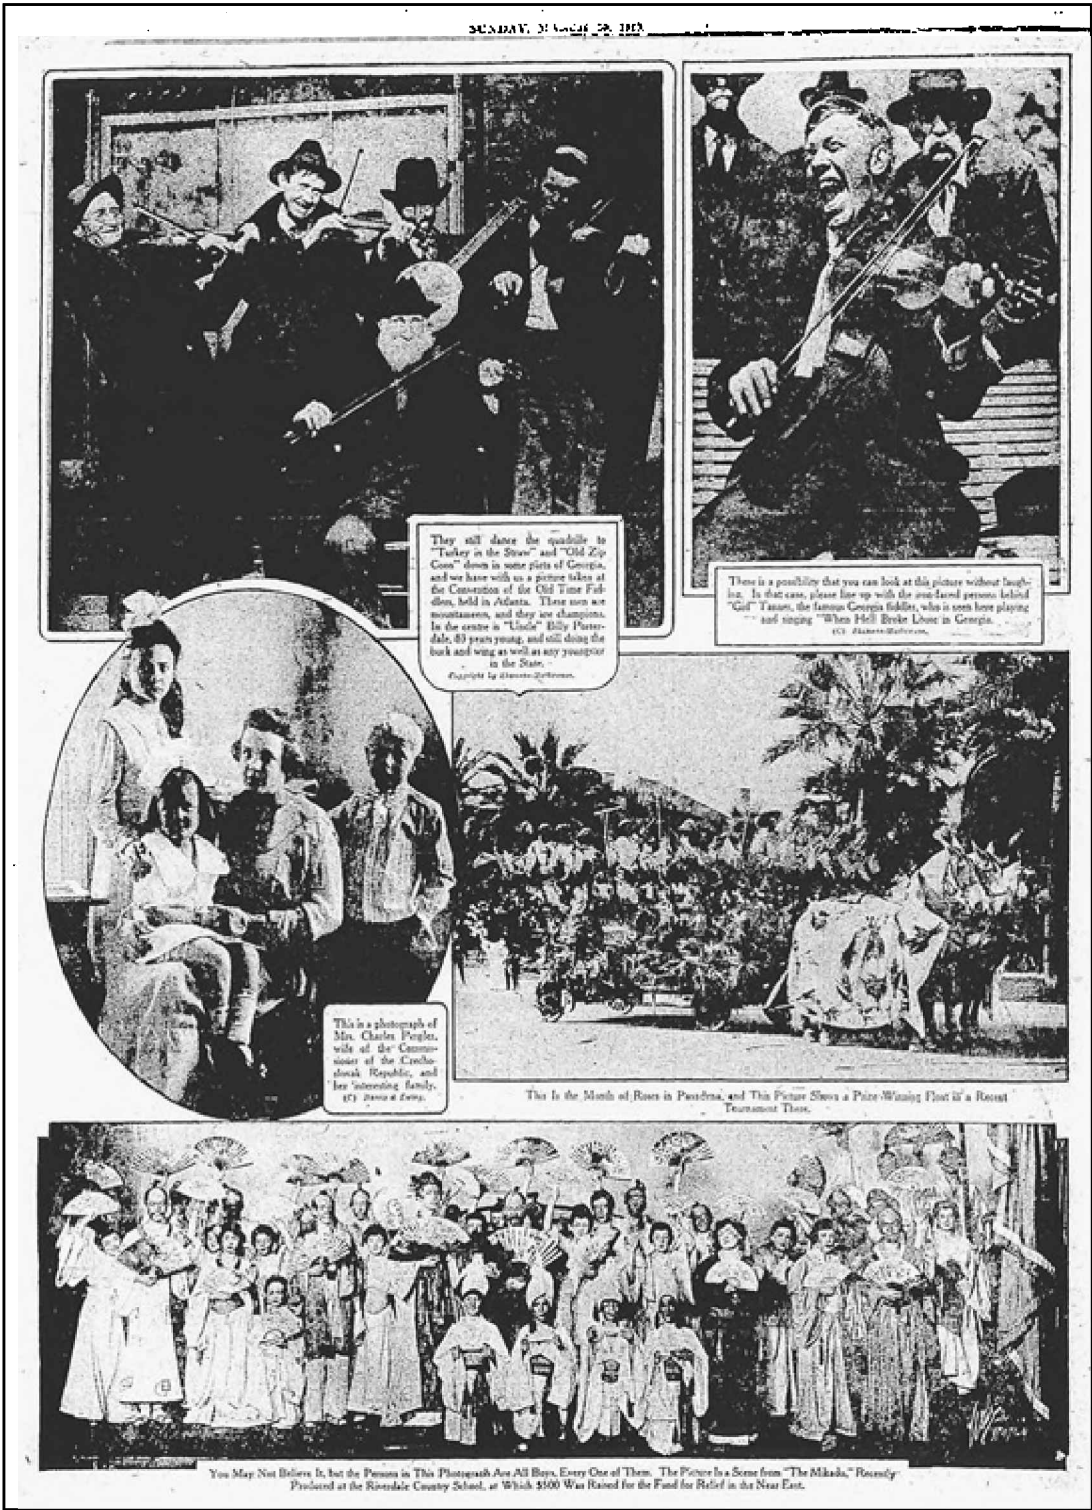 SUNDAY, MARCH
They still dance the quadrille to
"Turkey in the Straw" and "Old Zip
Coon" down in some parts of Georgia,
and we have with us a picture taken at
the Convention of the Old Time Fid-
dlers, held in Atlanta. These men are
mountaineers, and they are champions.
In the centre is "Uncle" Billy
dale, 83 years young, and still doing the
buck and wing as well as any youngster
in the State.
Copyright by
There is a possibility that you can look at this picture without laugh-
ing. In that case, please line up with the iron-faced persons behind
"Gid" Tanner, the famous Georgia fiddler, who is seen here playing
and singing "When Hell Broke Loose in Georgia.
(C)
This is a photograph of
Mrs. Charles Pergler,
wife of the Commis-
sioner of the Czecho-
slovak Republic, and
her interesting family.
(C) Harris & Ewing.
This Is the Month of Roses in Pasadena, and This Picture Shows a Prize-Winning Float in a Recent
Tournament There.
You May Not Believe It, but the Persons in This Photograph Are All Boys, Every One of Them. The Picture Is a Scene from "The Mikado," Recently
Produced at the Riverdale Country School, at Which $500 Was Raised for the Fund for Relief in the Near East.